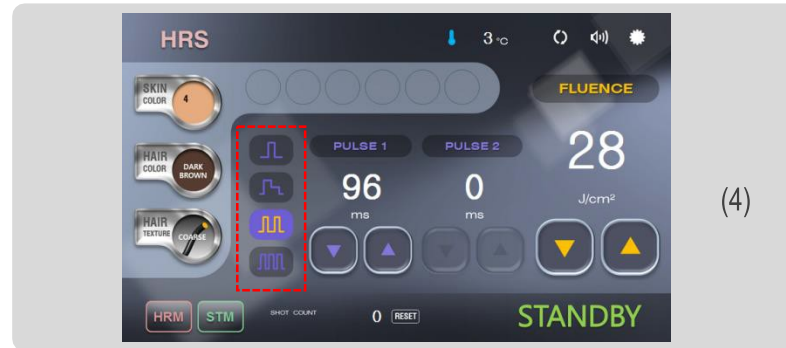 HRS
3 °C
SKIN
COLOR
4
FLUENCE
HAIR
COLOR
DARK
BROWN
PULSE 1
PULSE 2
28
96
0
J/cm²
ms
ms
HAIR
TEXTURE
COARSE
(4)
HRM
STM
SHOT COUNT
0
RESET
STANDBY